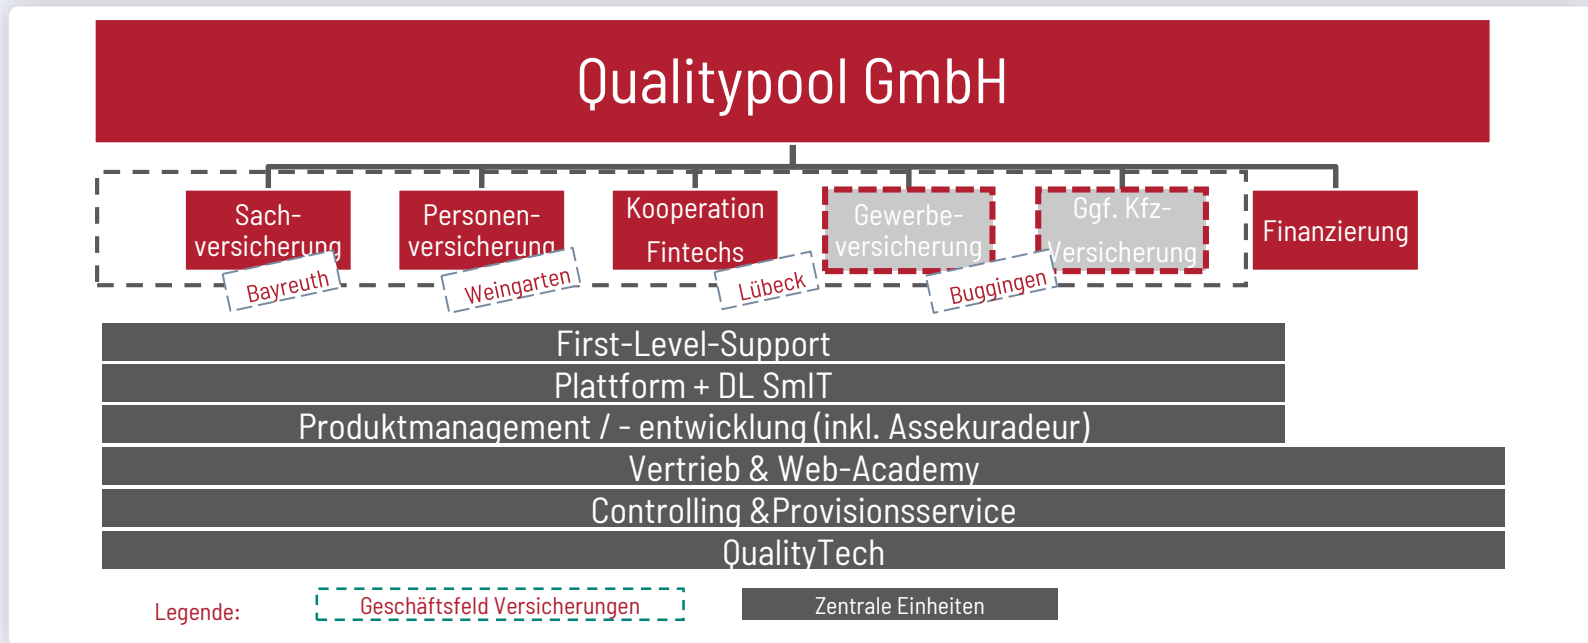 Qualitypool GmbH
Sach-
versicherung
Personen-
versicherung
Kooperation
Fintechs
Gewerbe-
versicherung
Ggf. Kfz-
Versicherung
Finanzierung
Bayreuth
Weingarten
Lübeck
Buggingen
First-Level-Support
Plattform + DL SmIT
Produktmanagement / - entwicklung (inkl. Assekuradeur)
Vertrieb & Web-Academy
Controlling &Provisionsservice
QualityTech
Legende:
Geschäftsfeld Versicherungen
Zentrale Einheiten